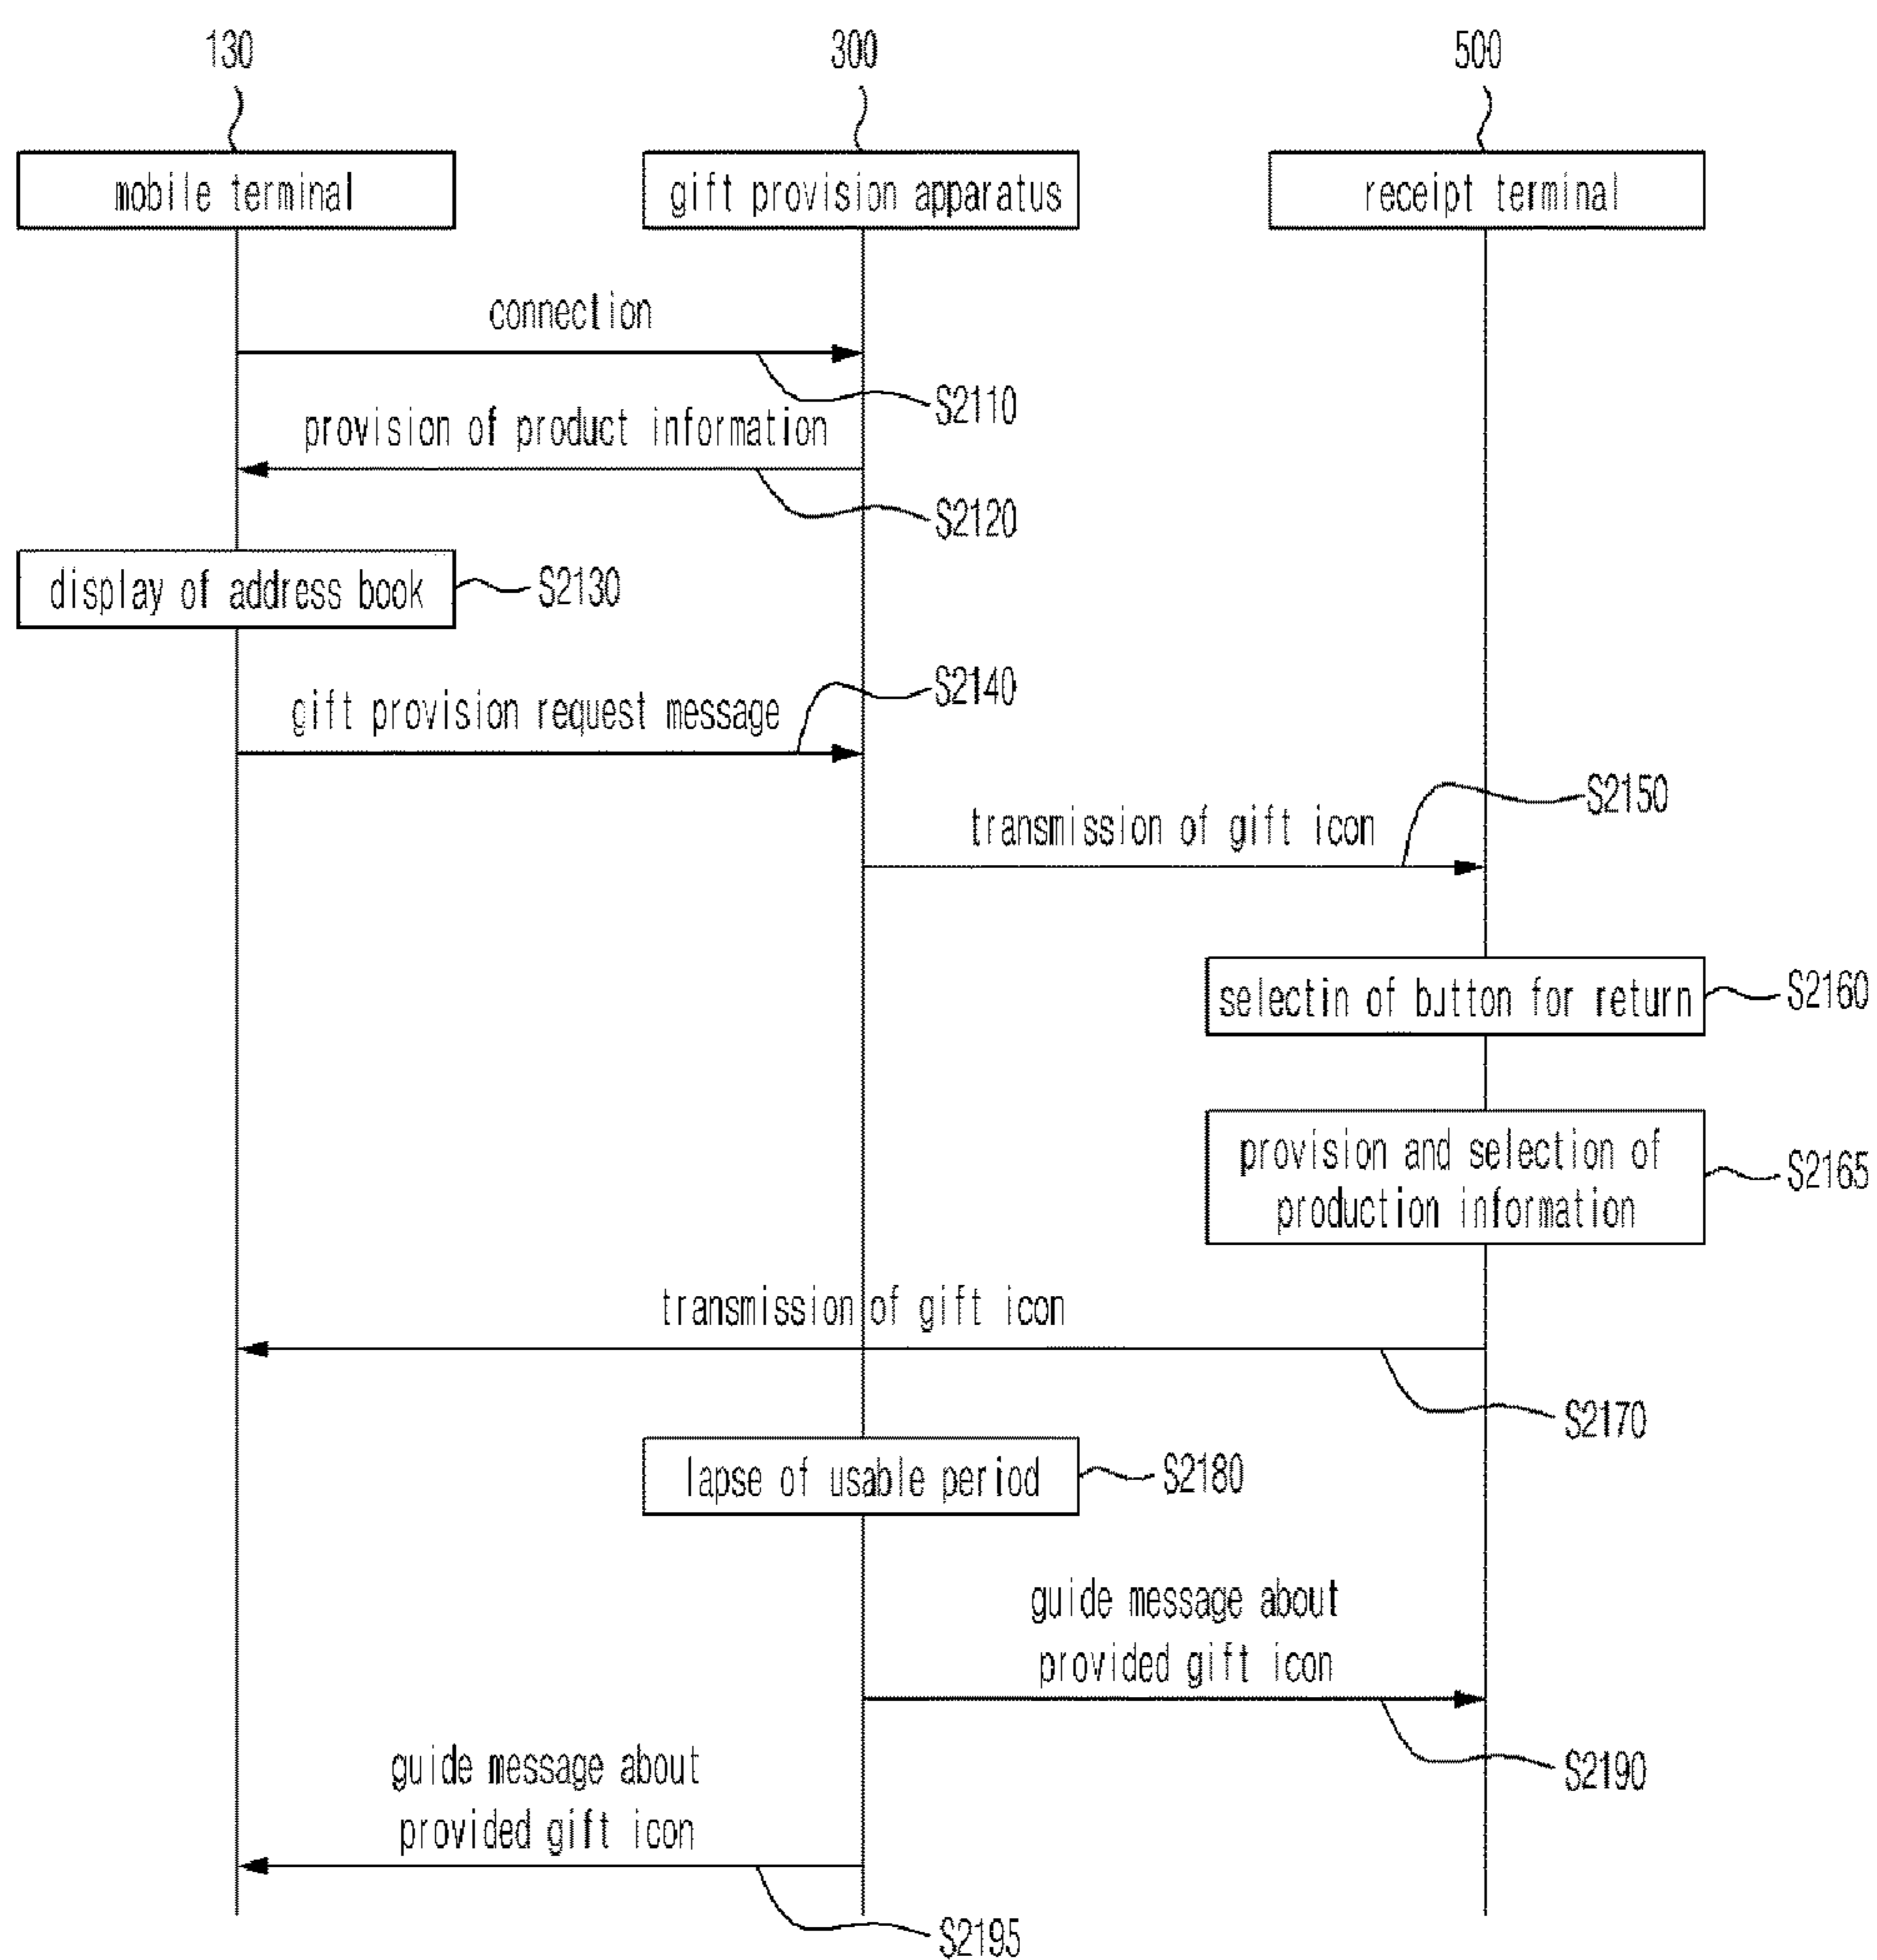 130
300
500
mobile terminal
gift provision apparatus
receipt terminal
connection
S2110
provision of product information
S2120
display of address book
S2130
S2140
gift provision request message
S2150
transmission of gift icon
selectin of button for return
S2160
provision and selection of
production information
S2165
transmission of gift icon
S2170
lapse of usable period
S2180
guide message about
provided gift icon
S2190
guide message about
provided gift icon
S2195